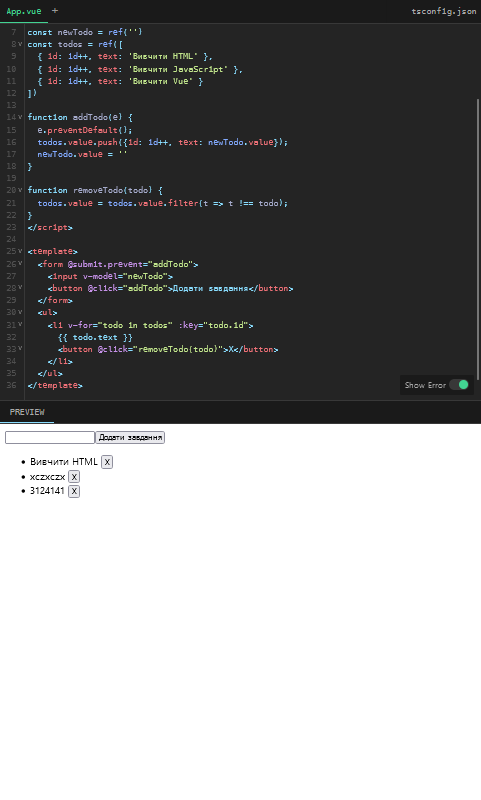 App.vue + tsconfig.json
7 const newTodo = ref('')
8 const todos = ref([
9 { id: id++, text: 'Вивчити HTML' },
10 { id: id++, text: 'Вивчити JavaScript' },
11 { id: id++, text: 'Вивчити Vue' }
12 ])
13
14 function addTodo(e) {
15 e.preventDefault();
16 todos.value.push({id: id++, text: newTodo.value});
17 newTodo.value = ''
18 }
19
20 function removeTodo(todo) {
21 todos.value = todos.value.filter(t => t !== todo);
22 }
23 </script>
24
25 <template>
26 <form @submit.prevent="addTodo">
27 <input v-model="newTodo">
28 <button @click="addTodo">Додати завдання</button>
29 </form>
30 <ul>
31 <li v-for="todo in todos" :key="todo.id">
32 {{ todo.text }}
33 <button @click="removeTodo(todo)">X</button>
34 </li>
35 </ul>
36 </template>
Show Error
PREVIEW
Додати завдання
Вивчити HTML X
xczxczx X
3124141 X